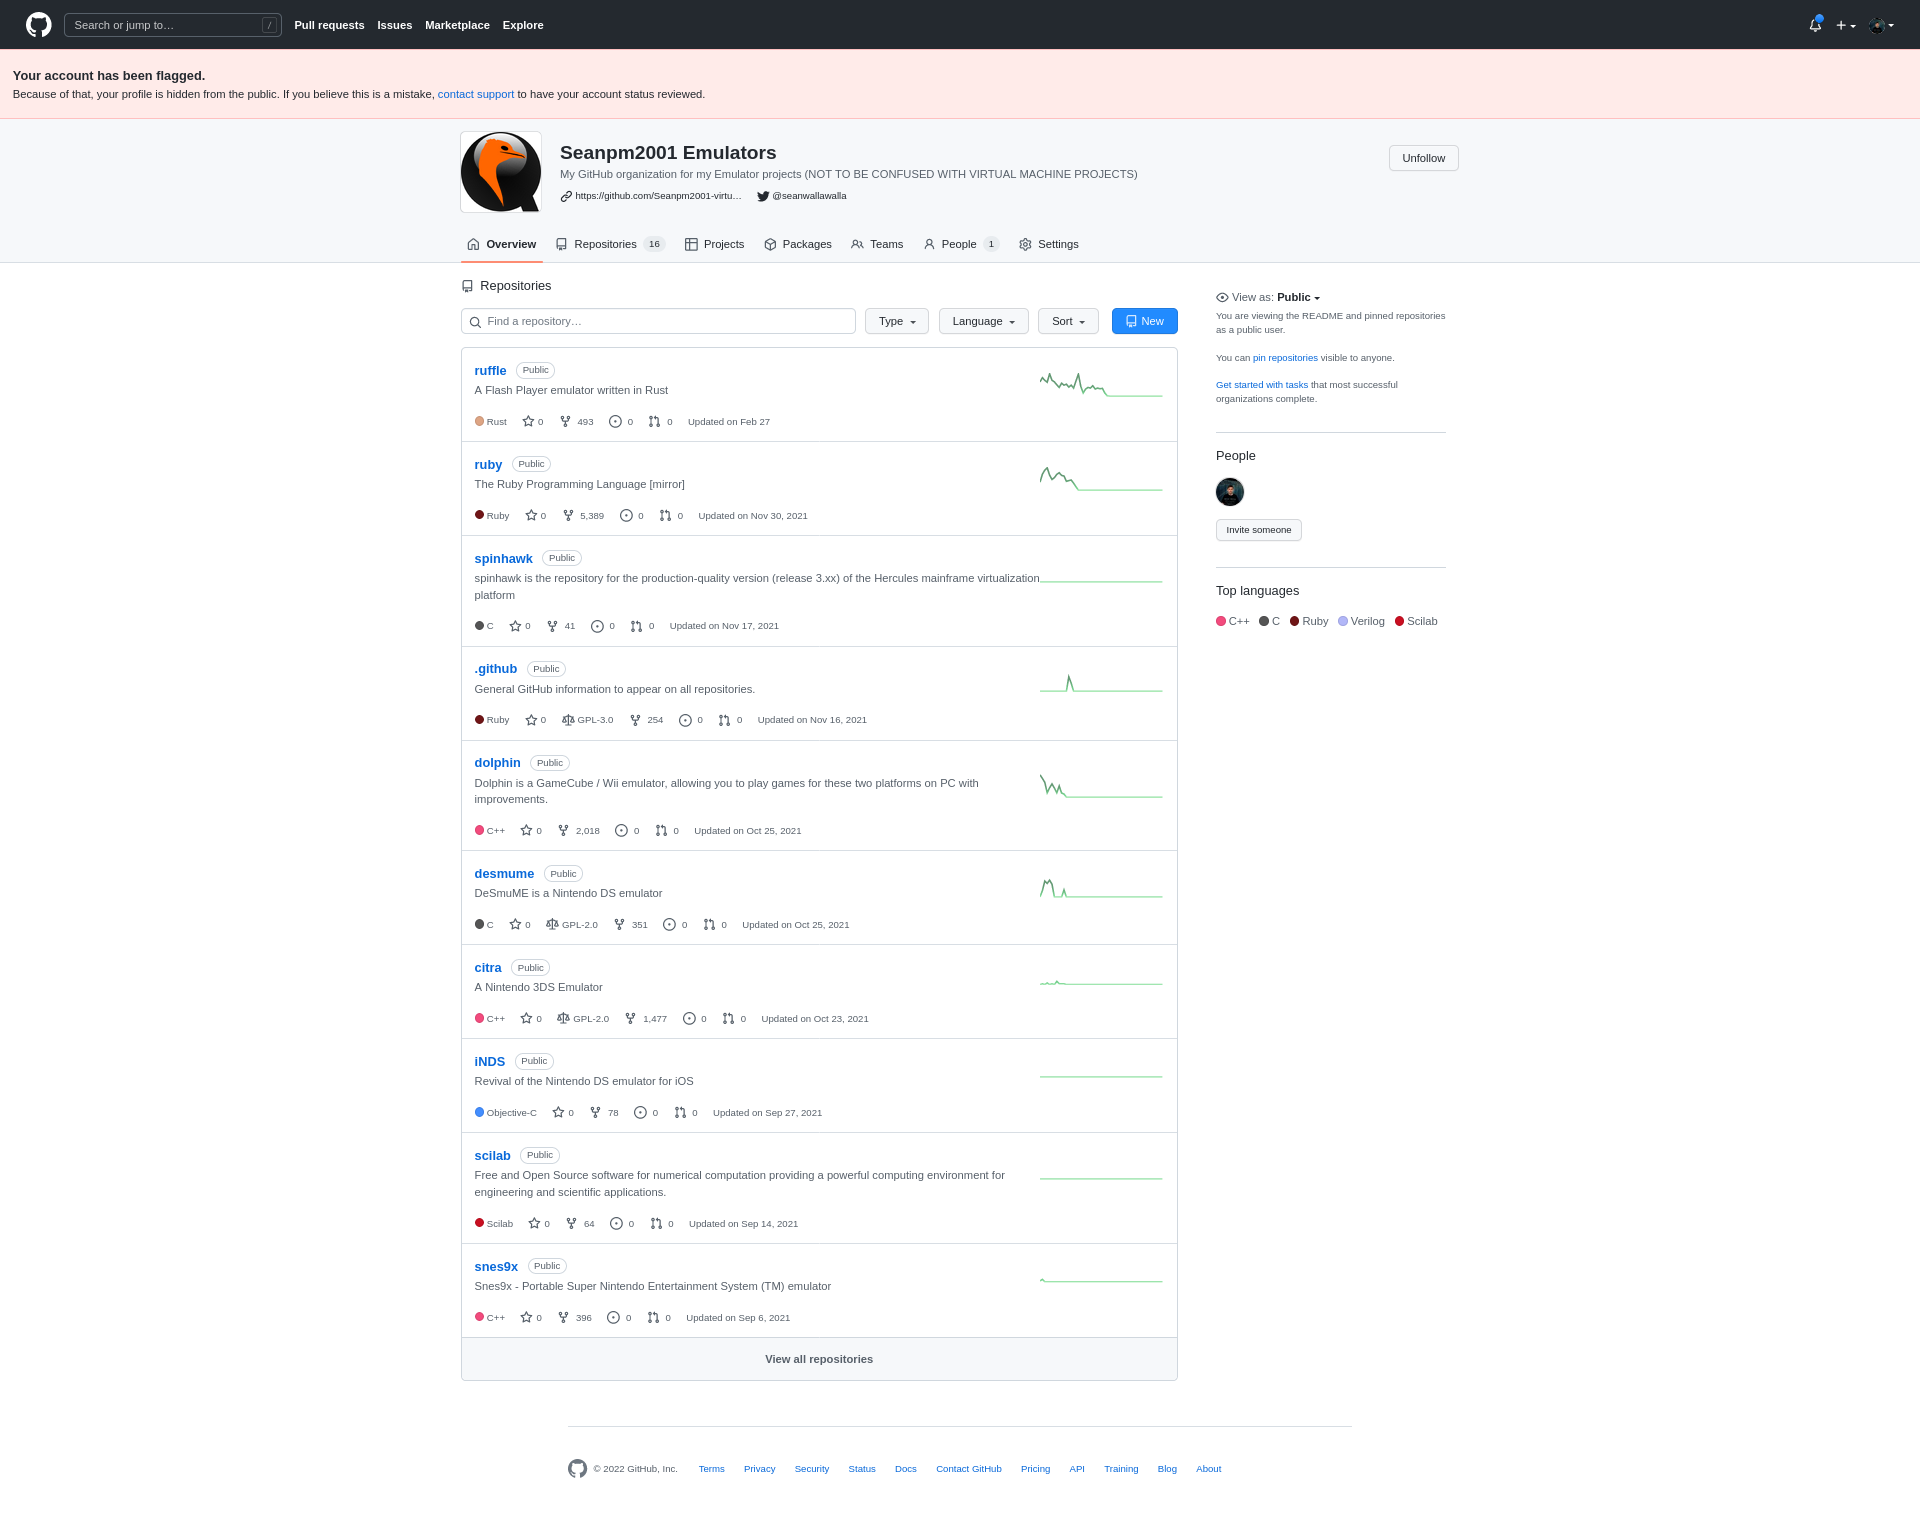 Search or jump to… /
Pull requests Issues Marketplace Explore
Your account has been flagged.
Because of that, your profile is hidden from the public. If you believe this is a mistake, contact support to have your account status reviewed.
Seanpm2001 Emulators
Unfollow
My GitHub organization for my Emulator projects (NOT TO BE CONFUSED WITH VIRTUAL MACHINE PROJECTS)
https://github.com/Seanpm2001-virtu… @seanwallawalla
Overview Repositories 16 Projects Packages Teams People 1 Settings
Repositories
Find a repository… Type Language Sort New
ruffle Public
A Flash Player emulator written in Rust
Rust 0 493 0 0 Updated on Feb 27
ruby Public
The Ruby Programming Language [mirror]
Ruby 0 5,389 0 0 Updated on Nov 30, 2021
spinhawk Public
spinhawk is the repository for the production-quality version (release 3.xx) of the Hercules mainframe virtualization
platform
C 0 41 0 0 Updated on Nov 17, 2021
.github Public
General GitHub information to appear on all repositories.
Ruby 0 GPL-3.0 254 0 0 Updated on Nov 16, 2021
dolphin Public
Dolphin is a GameCube / Wii emulator, allowing you to play games for these two platforms on PC with
improvements.
C++ 0 2,018 0 0 Updated on Oct 25, 2021
desmume Public
DeSmuME is a Nintendo DS emulator
C 0 GPL-2.0 351 0 0 Updated on Oct 25, 2021
citra Public
A Nintendo 3DS Emulator
C++ 0 GPL-2.0 1,477 0 0 Updated on Oct 23, 2021
iNDS Public
Revival of the Nintendo DS emulator for iOS
Objective-C 0 78 0 0 Updated on Sep 27, 2021
scilab Public
Free and Open Source software for numerical computation providing a powerful computing environment for
engineering and scientific applications.
Scilab 0 64 0 0 Updated on Sep 14, 2021
snes9x Public
Snes9x - Portable Super Nintendo Entertainment System (TM) emulator
C++ 0 396 0 0 Updated on Sep 6, 2021
View all repositories
View as: Public
You are viewing the README and pinned repositories
as a public user.
You can pin repositories visible to anyone.
Get started with tasks that most successful
organizations complete.
People
Invite someone
Top languages
C++ C Ruby Verilog Scilab
© 2022 GitHub, Inc. Terms Privacy Security Status Docs Contact GitHub Pricing API Training Blog About